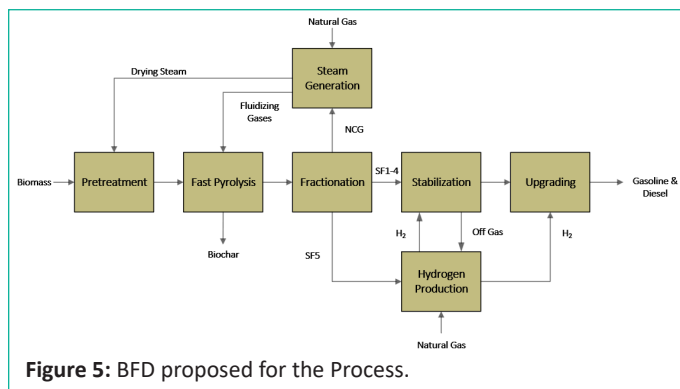 Natural Gas
Steam
Generation
Drying Steam
Fluidizing
Gases
NCG
Biomass
Pretreatment
Fast Pyrolysis
Fractionation
SF1-4
Stabilization
Upgrading
Gasoline &
Diesel
Biochar
SF5
H2
Off Gas
H2
Hydrogen
Production
Natural Gas
Figure 5: BFD proposed for the Process.